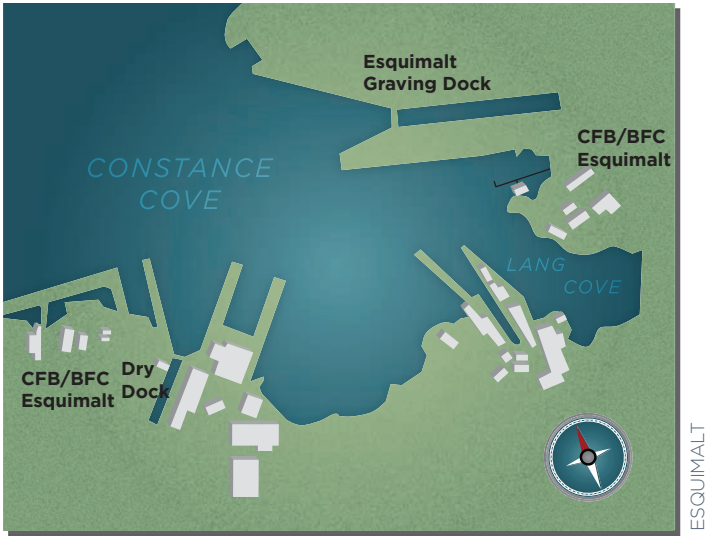 Esquimalt
Graving Dock
CFB/BFC
Esquimalt
CONSTANCE
COVE
LANG
COVE
Dry
Dock
CFB/BFC
Esquimalt
ESQUIMALT